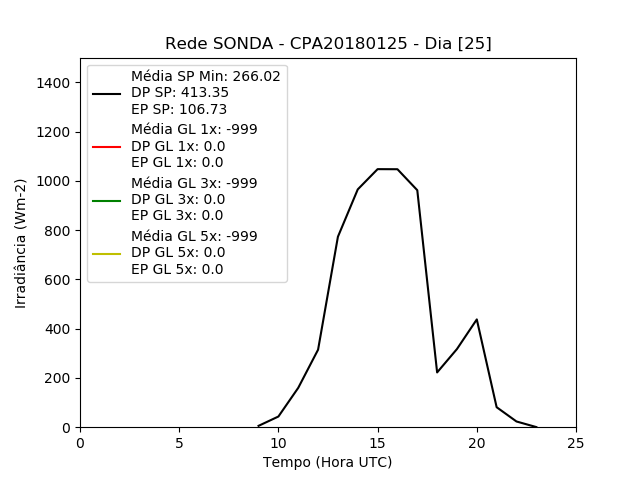 Rede SONDA - CPA20180125 - Dia [25]
Média SP Min: 266.02
DP SP: 413.35
EP SP: 106.73
Média GL 1x: -999
DP GL 1x: 0.0
EP GL 1x: 0.0
Média GL 3x: -999
DP GL 3x: 0.0
EP GL 3x: 0.0
Média GL 5x: -999
DP GL 5x: 0.0
EP GL 5x: 0.0
Irradiância (Wm-2)
1400
1200
1000
800
600
400
200
0
0 5 10 15 20 25
Tempo (Hora UTC)